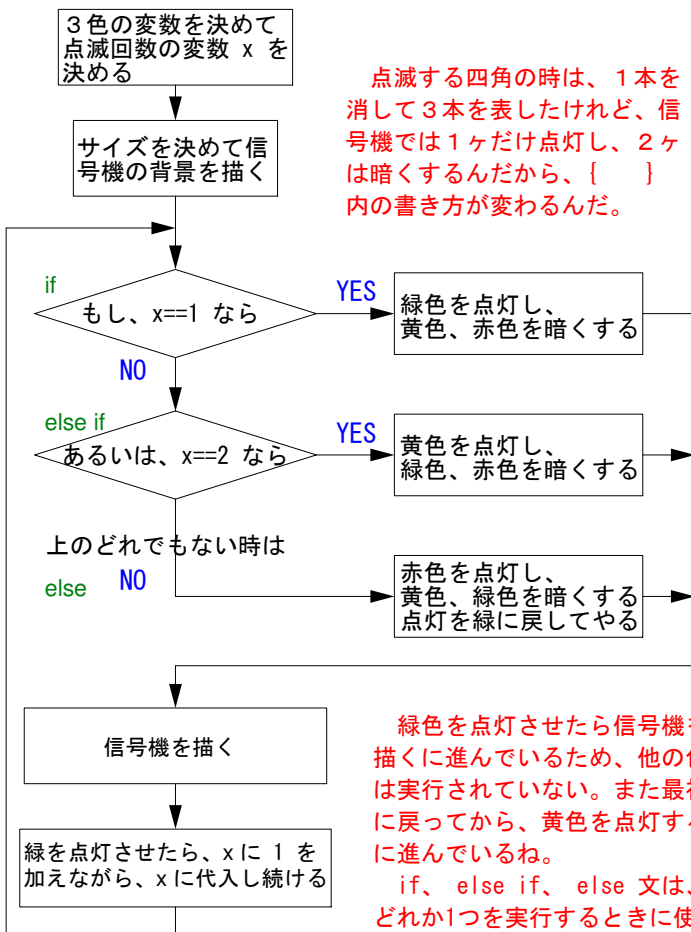 ３色の変数を決めて
点滅回数の変数 x を
決める
点滅する四角の時は、１本を
消して３本を表したけれど、信
号機では１ヶだけ点灯し、２ヶ
は暗くするんだから、{　　}
内の書き方が変わるんだ。
サイズを決めて信
号機の背景を描く
if
もし、x==1 なら
YES
緑色を点灯し、
黄色、赤色を暗くする
NO
else if
あるいは、x==2 なら
YES
黄色を点灯し、
緑色、赤色を暗くする
上のどれでもない時は
else
NO
赤色を点灯し、
黄色、緑色を暗くする
点灯を緑に戻してやる
信号機を描く
緑色を点灯させたら信号機
描くに進んでいるため、他の
は実行されていない。また最
に戻ってから、黄色を点灯す
に進んでいるね。
if、 else if、 else 文は、
どれか1つを実行するときに使
緑を点灯させたら、x に 1 を
加えながら、x に代入し続ける